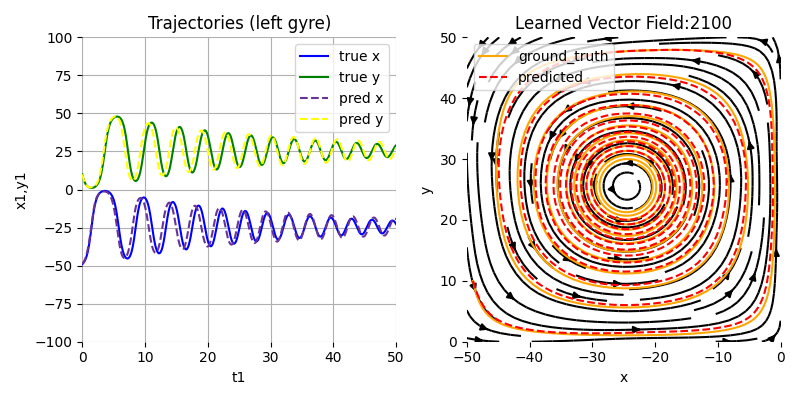 Trajectories (left gyre)
100
75
50
25
0
−25
−50
−75
−100
x1,y1
0
10
20
30
40
50
t1
true x
true y
pred x
pred y
Learned Vector Field:2100
50
40
30
20
10
0
y
−50
−40
−30
−20
−10
0
x
ground_truth
predicted